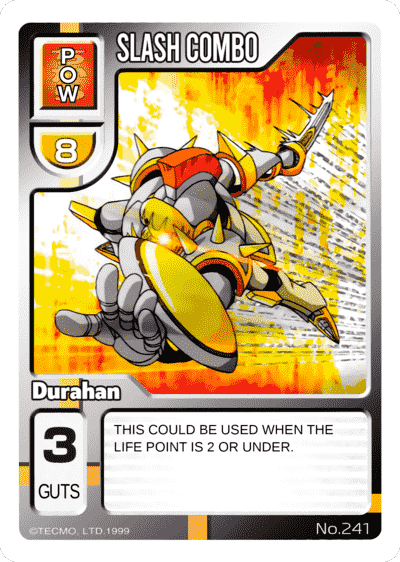 SLASH COMBO
POW
8
Durahan
3
GUTS
THIS COULD BE USED WHEN THE
LIFE POINT IS 2 OR UNDER.
©TECMO, LTD.1999
No.241